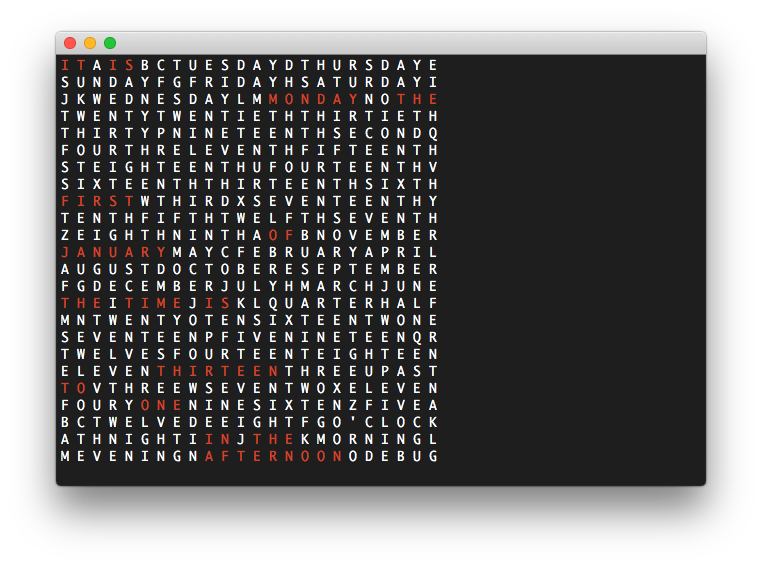 ITAISBCTUESDAYDTHURSDAYE
SUNDAYFGFRIDAYHSATURDAYI
JKWEDNESDAYLMMONDAYNOTHE
TWENTYTWENTIETHTHIRTIETH
THIRTYPNINETEENTHSECONDQ
FOURTHRELEVENTHFIFTEENTH
STEIGHTEENTHUFOURTEENTHV
SIXTEENTHTHIRTEENTHSIXTH
FIRSTWTHIRDXSEVENTEENTHY
TENTHFIFTHTWELFTHSEVENTH
ZEIGHTHNINTHAOFBNOVEMBER
JANUARYMAYCFEBRUARYAPRIL
AUGUSTDOCTOBERESEPTEMBER
FGDECEMBERJULYHMARCHJUNE
THEITIMEJISKLQUARTERHALF
MNTWENTYOTENSIXTEENTWONE
SEVENTEENPFIVENINETEENQR
TWELVESFOURTEENTEIGHTEEN
ELEVENTHIRTEENTHREEUPAST
TOVTHREEWSEVENTWOXELEVEN
FOURYONENINESIXTENZFIVEA
BCTWELVEDEEIGHTFGO'CLOCK
ATHNIGHTIINJTHEKMORNINGL
MEVENINGNAFTERNOONODEBUG